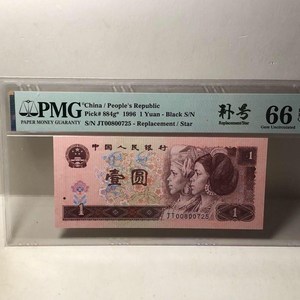 PMG
PAPER MONEY GUARANTY
China / People's Republic
Pick# 884g* 1996 1 Yuan - Black S/N
S/N JT00800725 - Replacement / Star
补号
Replacement/Star
66
Gem Uncirculated
中国人民银行
1
壹圆
1
JT00800725